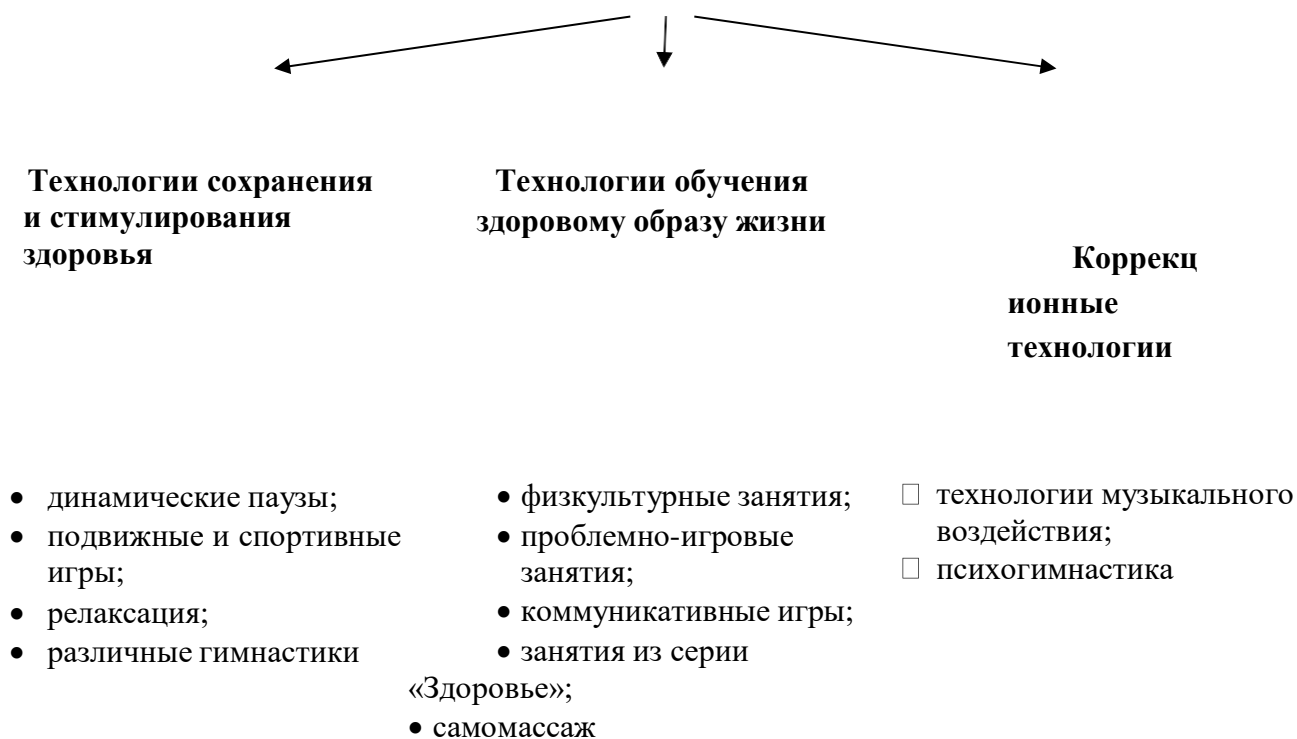 Технологии сохранения
и стимулирования
здоровья
Технологии обучения
здоровому образу жизни
Коррекц
ионные
технологии
• динамические паузы;
• подвижные и спортивные
игры;
• релаксация;
• различные гимнастики
• физкультурные занятия;
• проблемно-игровые
занятия;
• коммуникативные игры;
• занятия из серии
«Здоровье»;
• самомассаж
□ технологии музыкального
воздействия;
□ психогимнастика